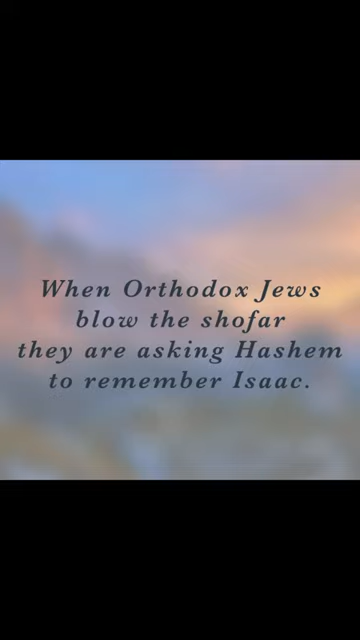 When Orthodox Jews
blow the shofar
they are asking Hashem
to remember Isaac.